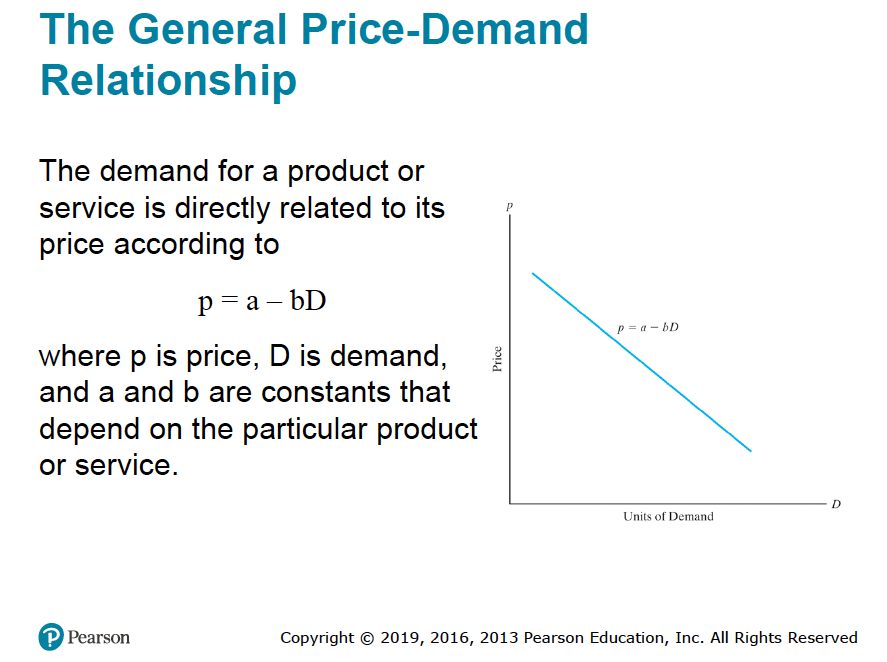 The General Price-Demand
Relationship
The demand for a product or
service is directly related to its
price according to
p = a – bD
where p is price, D is demand,
and a and b are constants that
depend on the particular product
or service.
p
p = a − bD
Price
D
Units of Demand
Pearson
Copyright © 2019, 2016, 2013 Pearson Education, Inc. All Rights Reserved